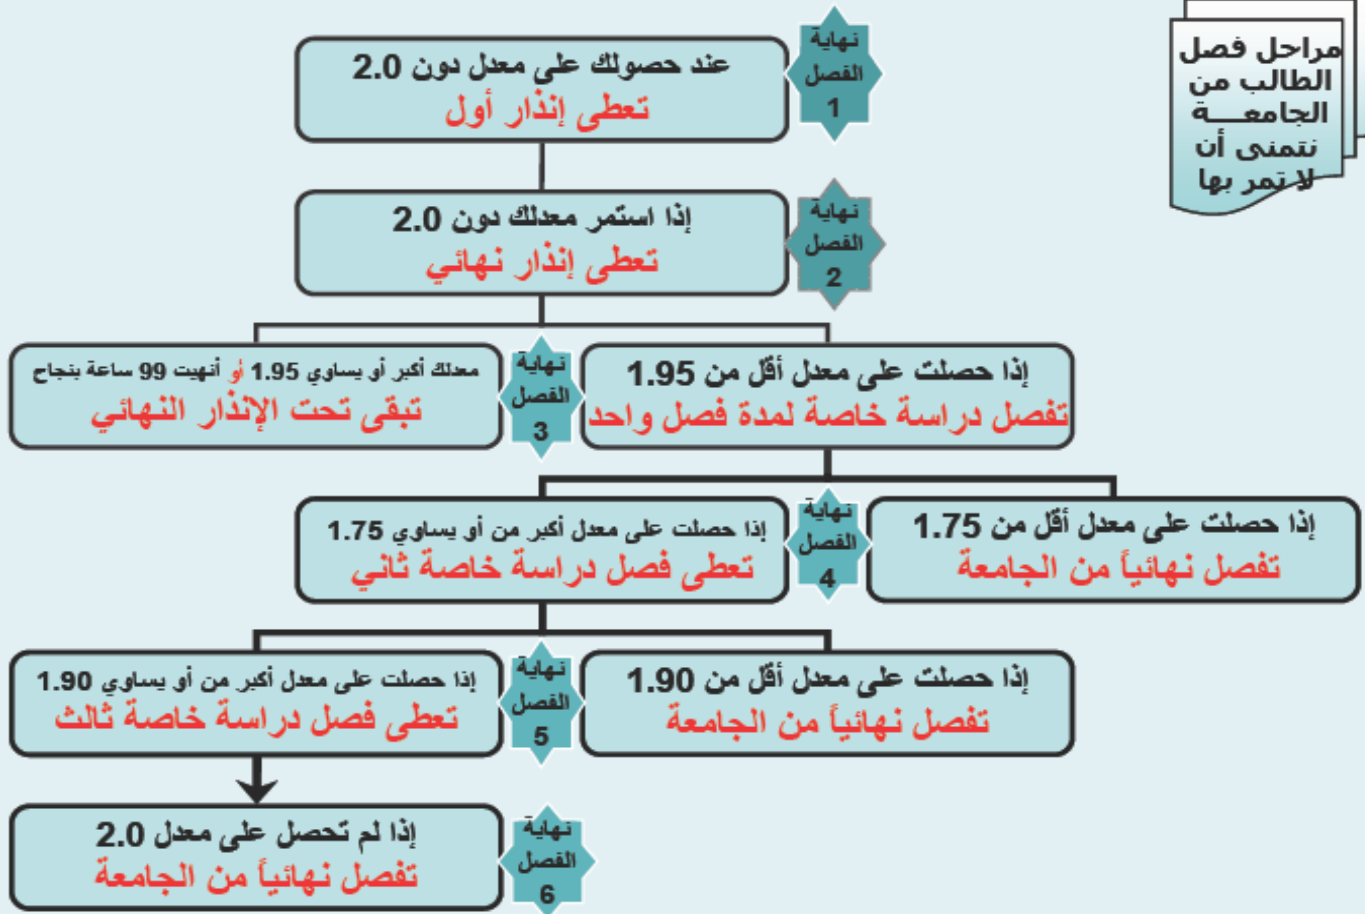 مراحل فصل
الطالب من
الجامعـــة
نتمنى أن
لا تمر بها
نهاية
الفصل
1
عند حصولك على معدل دون 2.0
تعطى إنذار أول
نهاية
الفصل
2
إذا استمر معدلك دون 2.0
تعطى إنذار نهائي
إذا حصلت على معدل أقل من 1.95
تفصل دراسة خاصة لمدة فصل واحد
نهاية
الفصل
3
معدلك أكبر أو يساوي 1.95 أو أنهيت 99 ساعة بنجاح
تبقى تحت الإنذار النهائي
إذا حصلت على معدل أقل من 1.75
تفصل نهائياً من الجامعة
نهاية
الفصل
4
إذا حصلت على معدل أكبر من أو يساوي 1.75
تعطى فصل دراسة خاصة ثاني
إذا حصلت على معدل أقل من 1.90
تفصل نهائياً من الجامعة
نهاية
الفصل
5
إذا حصلت على معدل أكبر من أو يساوي 1.90
تعطى فصل دراسة خاصة ثالث
نهاية
الفصل
6
إذا لم تحصل على معدل 2.0
تفصل نهائياً من الجامعة